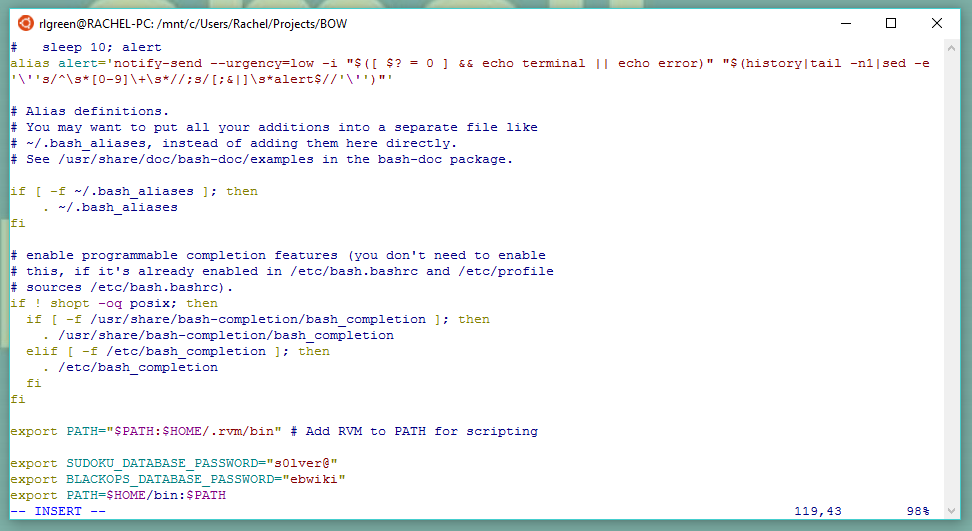 rlgreen@RACHEL-PC: /mnt/c/Users/Rachel/Projects/BOW
#   sleep 10; alert
alias alert='notify-send --urgency=low -i "$([ $? = 0 ] && echo terminal || echo error)" "$(history|tail -n1|sed -e
'\''s/^\s*[0-9]\+\s*//;s/[;&|]\s*alert$//'\'')"'

# Alias definitions.
# You may want to put all your additions into a separate file like
# ~/.bash_aliases, instead of adding them here directly.
# See /usr/share/doc/bash-doc/examples in the bash-doc package.

if [ -f ~/.bash_aliases ]; then
    . ~/.bash_aliases
fi

# enable programmable completion features (you don't need to enable
# this, if it's already enabled in /etc/bash.bashrc and /etc/profile
# sources /etc/bash.bashrc).
if ! shopt -oq posix; then
  if [ -f /usr/share/bash-completion/bash_completion ]; then
    . /usr/share/bash-completion/bash_completion
  elif [ -f /etc/bash_completion ]; then
    . /etc/bash_completion
  fi
fi

export PATH="$PATH:$HOME/.rvm/bin" # Add RVM to PATH for scripting

export SUDOKU_DATABASE_PASSWORD="s0lver@"
export BLACKOPS_DATABASE_PASSWORD="ebwiki"
export PATH=$HOME/bin:$PATH
-- INSERT -- 119,43 98%